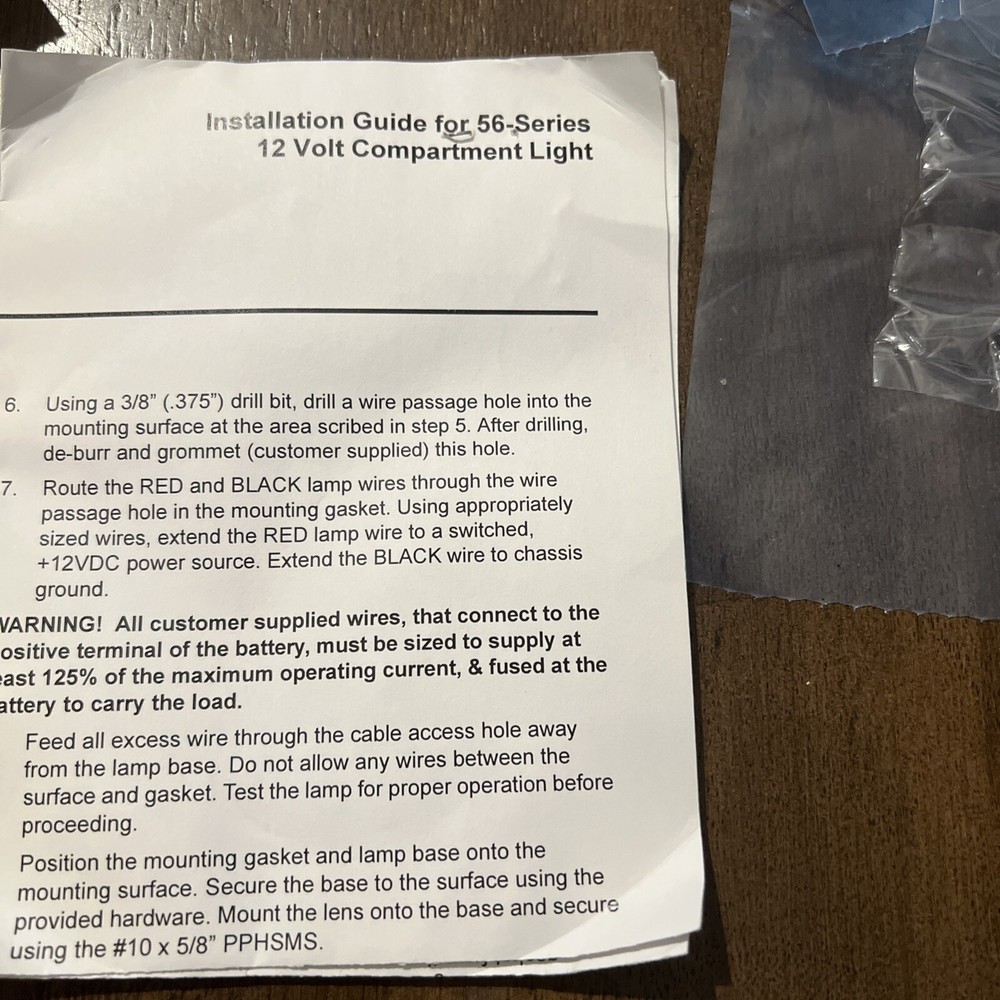 Installation Guide for 56-Series
12 Volt Compartment Light
6. Using a 3/8” (.375”) drill bit, drill a wire passage hole into the
mounting surface at the area scribed in step 5. After drilling,
de-burr and grommet (customer supplied) this hole.
7. Route the RED and BLACK lamp wires through the wire
passage hole in the mounting gasket. Using appropriately
sized wires, extend the RED lamp wire to a switched,
+12VDC power source. Extend the BLACK wire to chassis
ground.
WARNING! All customer supplied wires, that connect to the
ositive terminal of the battery, must be sized to supply at
east 125% of the maximum operating current, & fused at the
attery to carry the load.
Feed all excess wire through the cable access hole away
from the lamp base. Do not allow any wires between the
surface and gasket. Test the lamp for proper operation before
proceeding.
Position the mounting gasket and lamp base onto the
mounting surface. Secure the base to the surface using the
provided hardware. Mount the lens onto the base and secure
using the #10 x 5/8” PPHSMS.